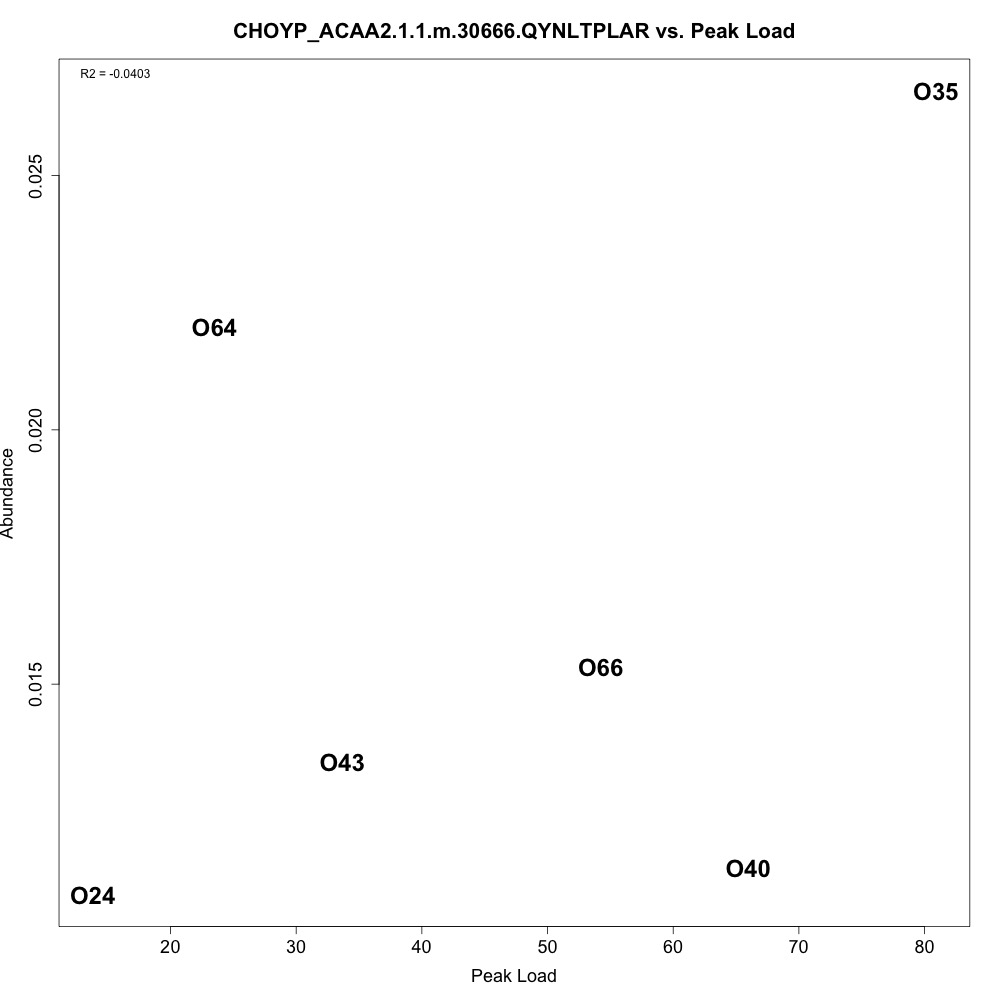 CHOYP_ACAA2.1.1.m.30666.QYNLTPLAR vs. Peak Load
R2 = -0.0403
O35
0.025
O64
0.020
Abundance
O66
0.015
O43
O40
O24
20 30 40 50 60 70 80
Peak Load